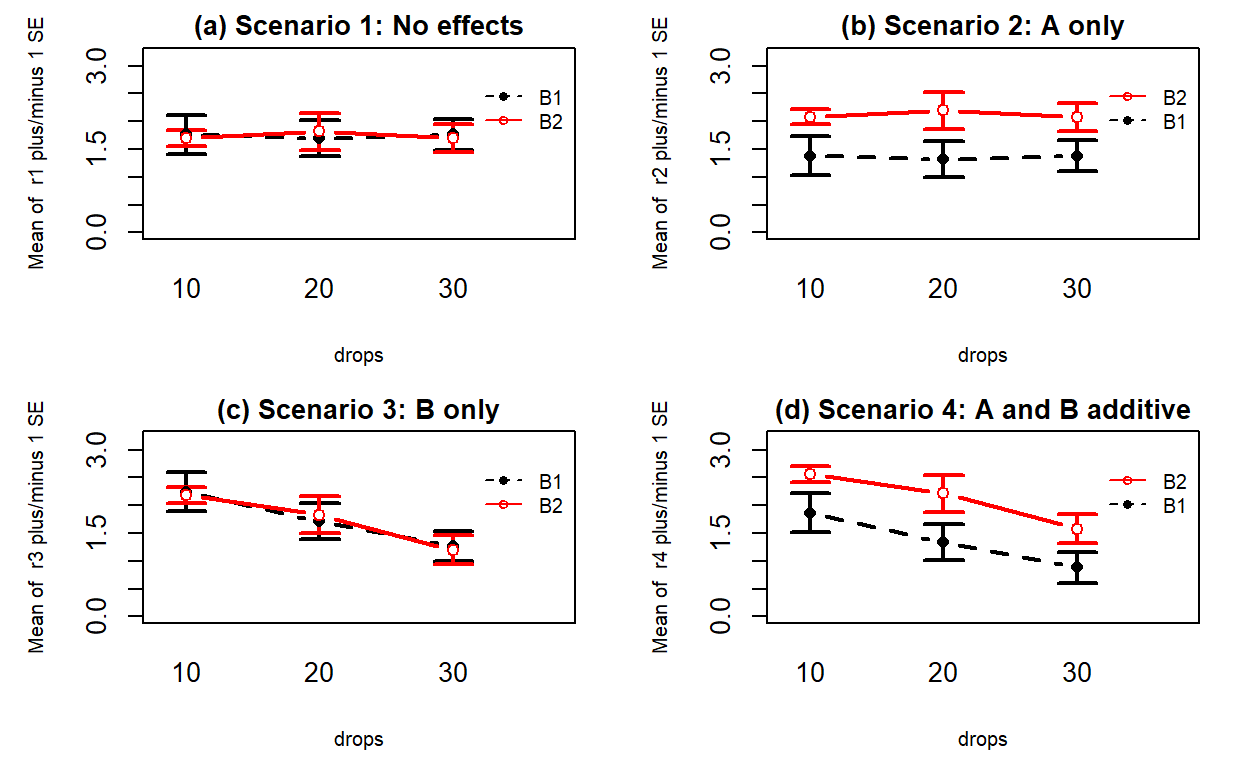 (a) Scenario 1: No effects
Mean of  r1 plus/minus 1 SE
3.0
1.5
0.0
B1
B2
10 20 30
drops
(b) Scenario 2: A only
Mean of  r2 plus/minus 1 SE
3.0
1.5
0.0
B2
B1
10 20 30
drops
(c) Scenario 3: B only
Mean of  r3 plus/minus 1 SE
3.0
1.5
0.0
B1
B2
10 20 30
drops
(d) Scenario 4: A and B additive
Mean of  r4 plus/minus 1 SE
3.0
1.5
0.0
B2
B1
10 20 30
drops